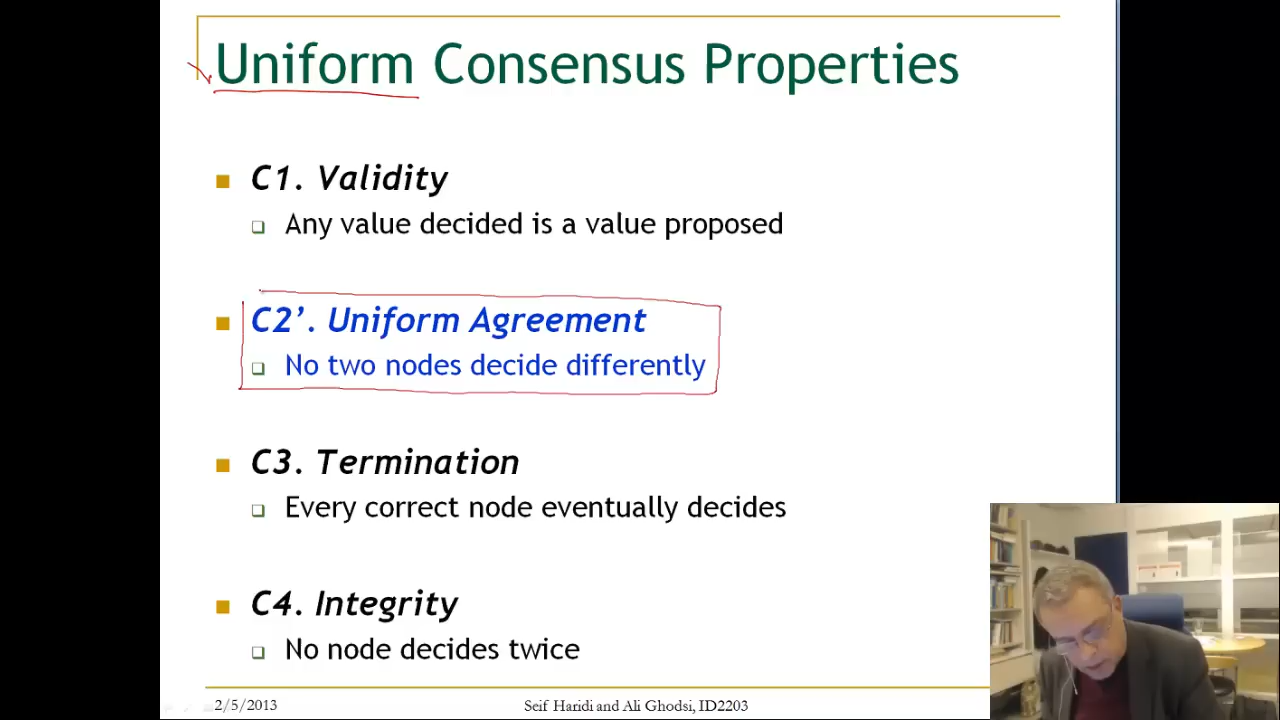 Uniform Consensus Properties
C1. Validity
Any value decided is a value proposed
C2’. Uniform Agreement
No two nodes decide differently
C3. Termination
Every correct node eventually decides
C4. Integrity
No node decides twice
2/5/2013
Seif Haridi and Ali Ghodsi, ID2203